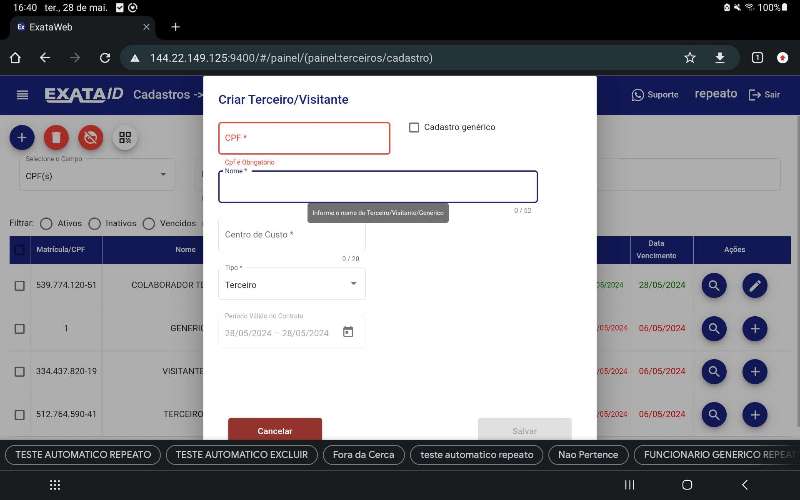 16:40 ter., 28 de mai.
100%
Ex ExataWeb
144.22.149.125:9400/#/painel/(painel:terceiros/cadastro)
1
EXATA ID
Cadastros ->
Suporte
repeato
Sair
Criar Terceiro/Visitante
CPF *
Cadastro genérico
Cpf é Obrigatório
Nome *
0 / 52
Informe o nome do Terceiro/Visitante/Genérico
Centro de Custo *
0 / 20
Tipo *
Terceiro
Período Válido no Contrato
28/05/2024 – 28/05/2024
Cancelar
Salvar
Selecione o Campo
CPF(s)
Filtrar:
Ativos
Inativos
Vencidos
Matrícula/CPF
Nome
Data
Vencimento
Ações
539.774.120-51
COLABORADOR TE
05/2024
28/05/2024
1
GENERIC
/05/2024
06/05/2024
334.437.820-19
VISITANTE
/05/2024
06/05/2024
512.764.590-41
TERCEIRO
/05/2024
06/05/2024
TESTE AUTOMATICO REPEATO
TESTE AUTOMATICO EXCLUIR
Fora da Cerca
teste automatico repeato
Nao Pertence
FUNCIONARIO GENERICO REPEAT